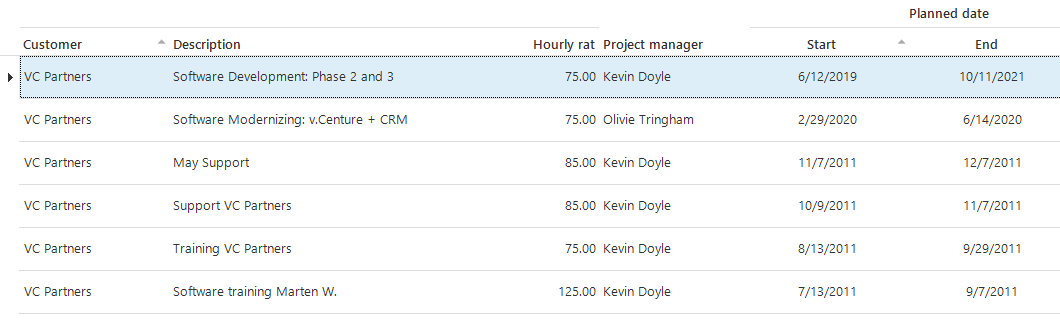 Planned date
Customer Description Hourly rat Project manager Start End
VC Partners Software Development: Phase 2 and 3 75.00 Kevin Doyle 6/12/2019 10/11/2021
VC Partners Software Modernizing: v.Centure + CRM 75.00 Olivie Tringham 2/29/2020 6/14/2020
VC Partners May Support 85.00 Kevin Doyle 11/7/2011 12/7/2011
VC Partners Support VC Partners 85.00 Kevin Doyle 10/9/2011 11/7/2011
VC Partners Training VC Partners 75.00 Kevin Doyle 8/13/2011 9/29/2011
VC Partners Software training Marten W. 125.00 Kevin Doyle 7/13/2011 9/7/2011